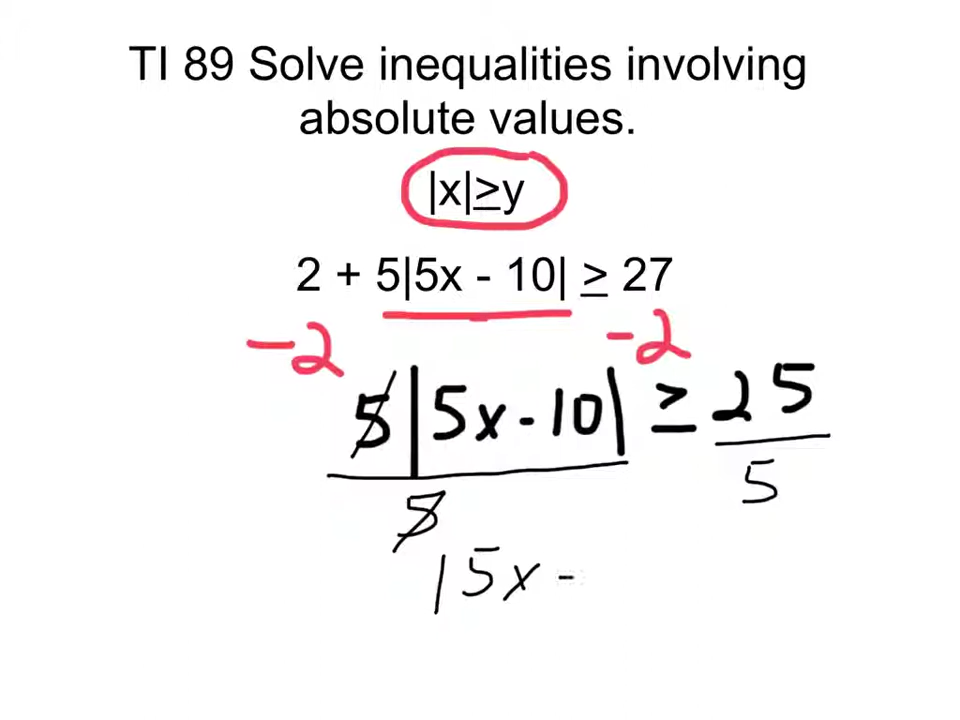 TI 89 Solve inequalities involving
absolute values.
|x|≥y
2 + 5|5x - 10| ≥ 27
-2 -2
5|5x-10| ≥ 25
5 5
|5x -